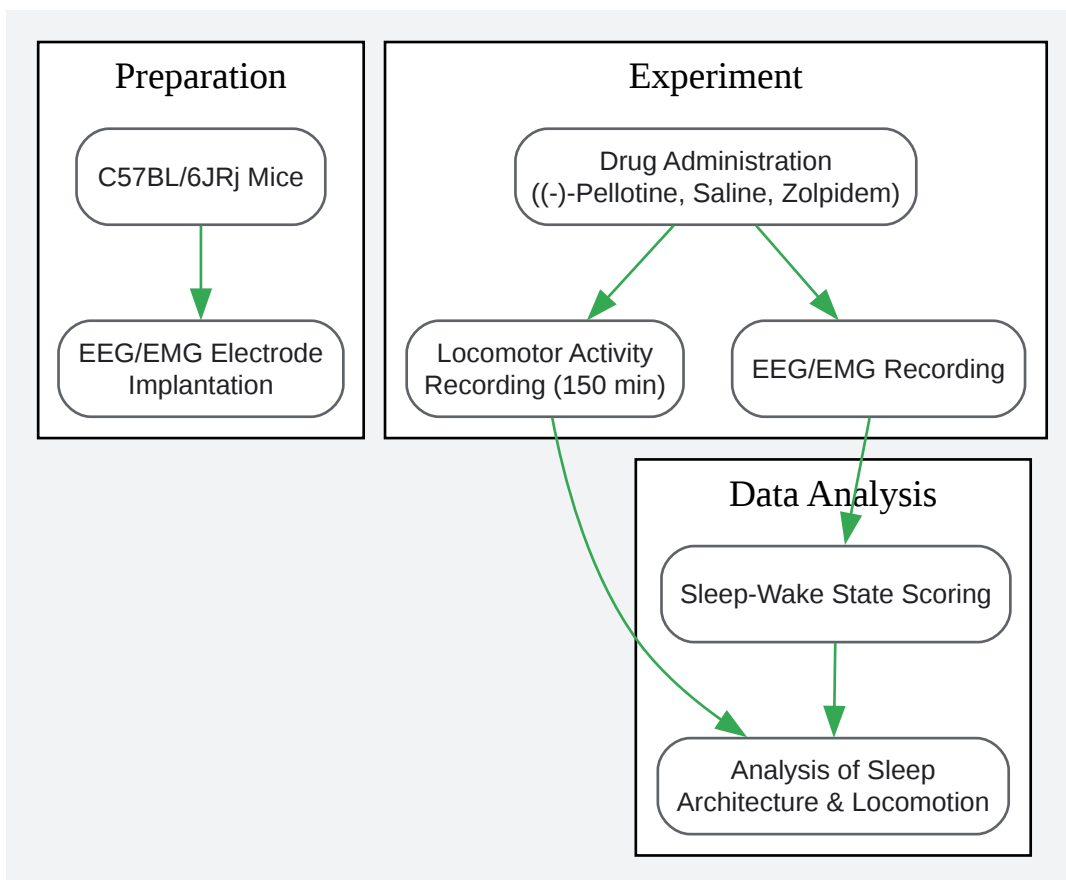 Preparation
C57BL/6JRj Mice
EEG/EMG Electrode
Implantation
Experiment
Drug Administration
((-)-Pellotine, Saline, Zolpidem)
Locomotor Activity
Recording (150 min)
EEG/EMG Recording
Data Analysis
Sleep-Wake State Scoring
Analysis of Sleep
Architecture & Locomotion